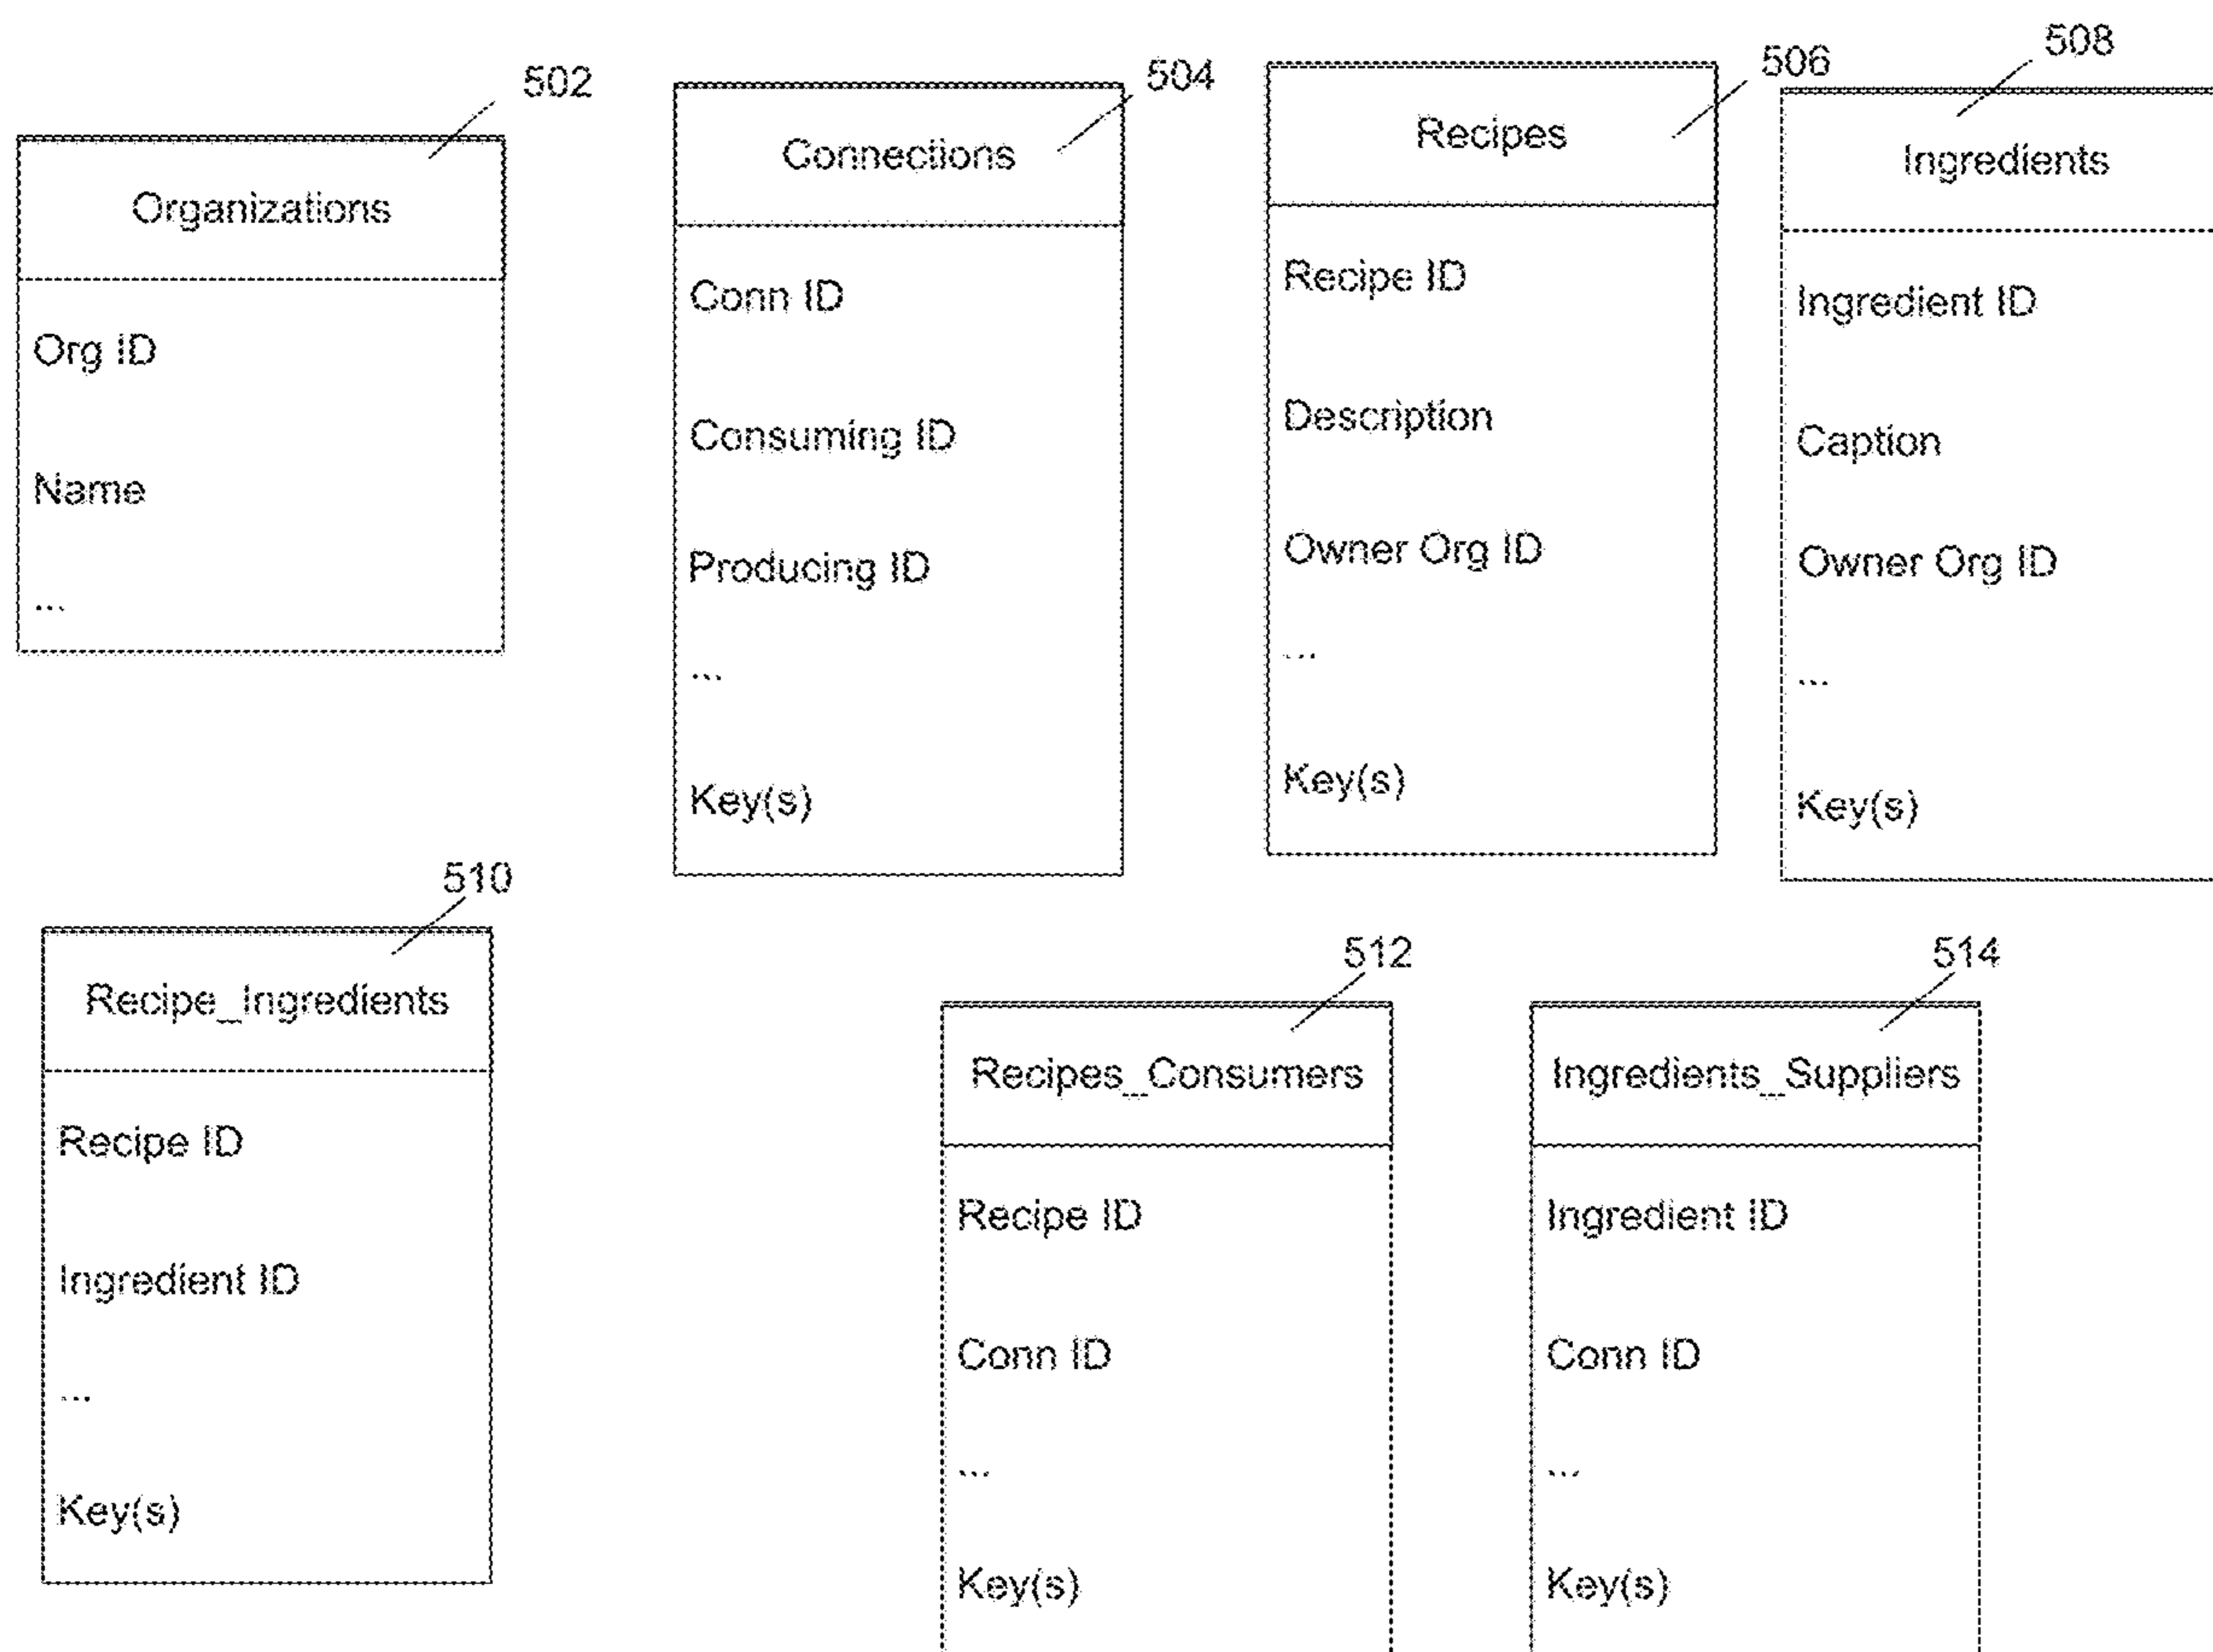 502
Organizations
Org ID
Name
...
504
Connections
Conn ID
Consuming ID
Producing ID
...
Key(s)
506
Recipes
Recipe ID
Description
Owner Org ID
...
Key(s)
508
Ingredients
Ingredient ID
Caption
Owner Org ID
...
Key(s)
510
Recipe_Ingredients
Recipe ID
Ingredient ID
...
Key(s)
512
Recipes_Consumers
Recipe ID
Conn ID
...
Key(s)
514
Ingredients_Suppliers
Ingredient ID
Conn ID
...
Key(s)